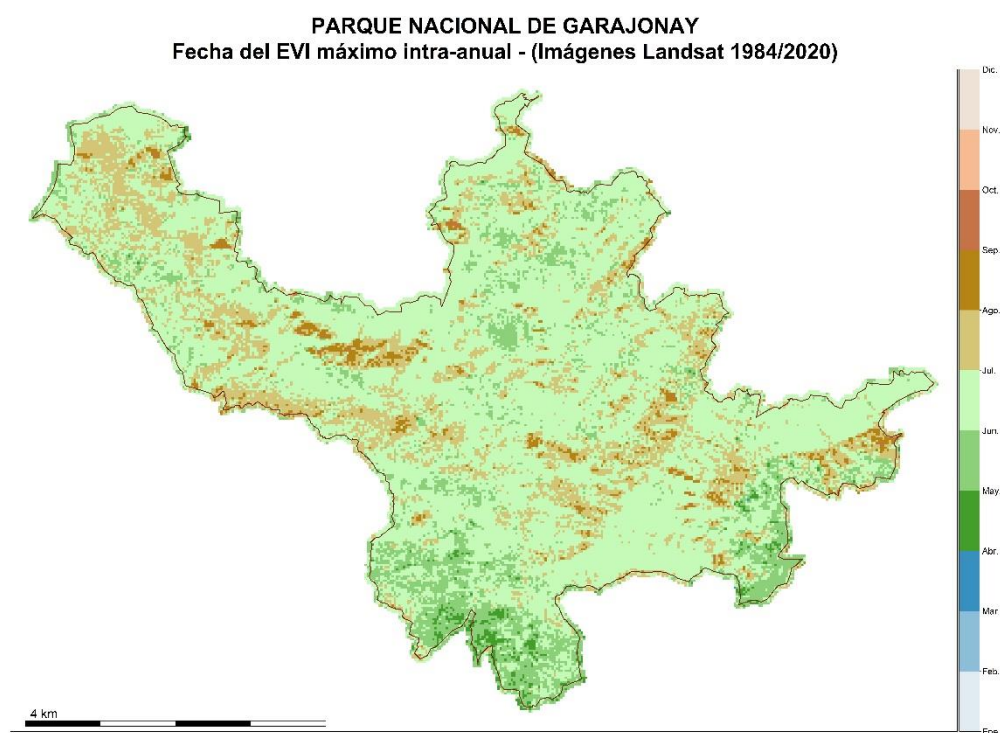 PARQUE NACIONAL DE GARAJONAY
Fecha del EVI máximo intra-anual - (Imágenes Landsat 1984/2020)
Dic.
Nov.
Oct.
Sep.
Ago.
Jul.
Jun.
May.
Abr.
Mar.
Feb.
Ene.
4 km